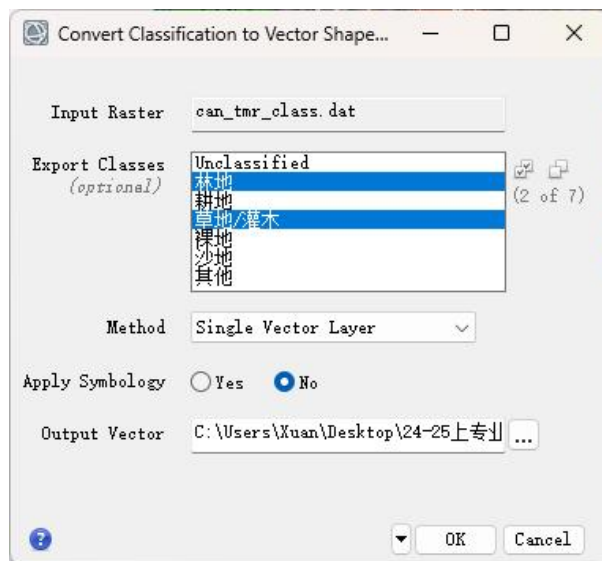 Convert Classification to Vector Shape...
Input Raster can_tmr_class.dat
Export Classes
(optional)
Unclassified
林地
耕地
草地/灌木
裸地
沙地
其他
(2 of 7)
Method Single Vector Layer
Apply Symbology Yes No
Output Vector C:\Users\Xuan\Desktop\24-25上专业 ...
OK Cancel